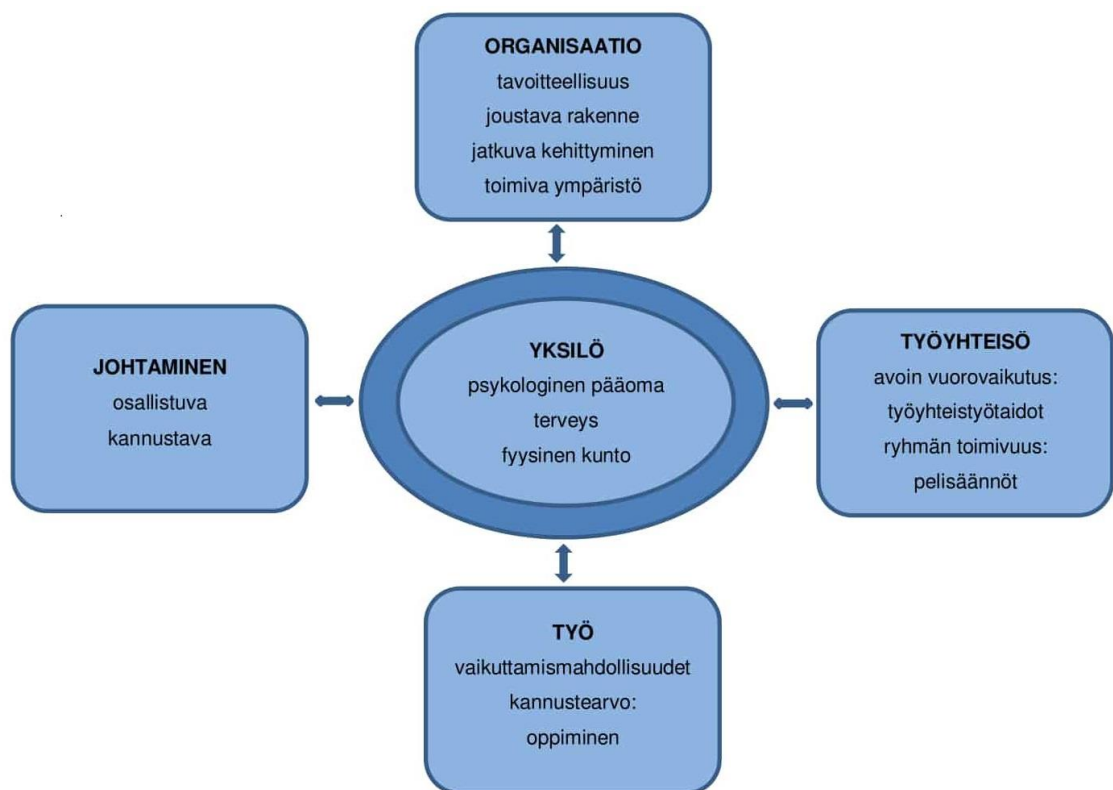 ORGANISAATIO
tavoitteellisuus
joustava rakenne
jatkuva kehittyminen
toimiva ympäristö
JOHTAMINEN
osallistuva
kannustava
YKSILÖ
psykologinen pääoma
terveys
fyysinen kunto
TYÖYHTEISÖ
avoin vuorovaikutus:
työyhteistyötaidot
ryhmän toimivuus:
pelisäännöt
TYÖ
vaikuttamismahdollisuudet
kannustearvo:
oppiminen